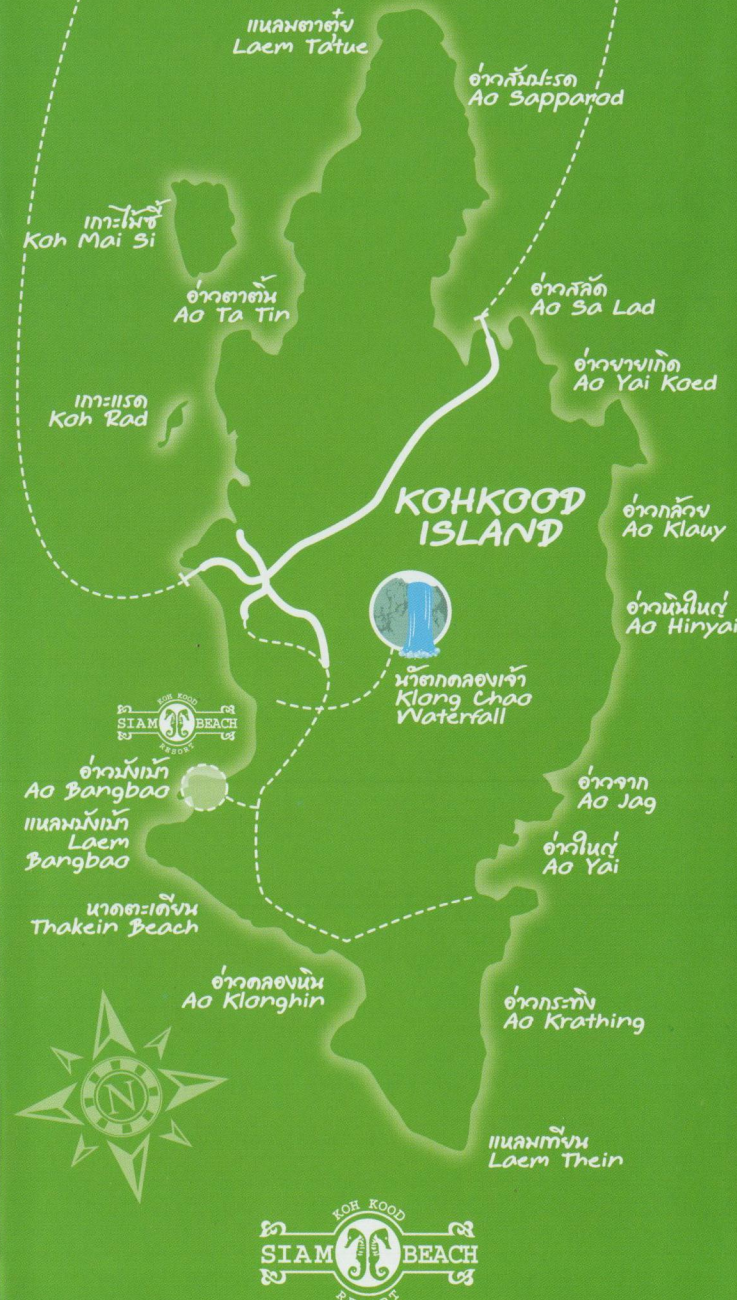 แหลมตาตุ๋ย
Laem Tatue
อ่าวสับปะรด
Ao Sapparod
เกาะไม้ซี้
Koh Mai Si
อ่าวตาติ้น
Ao Ta Tin
อ่าวสลัด
Ao Sa Lad
อ่าวยายเกิด
Ao Yai Koed
เกาะแรด
Koh Rad
KOHKOOD
ISLAND
อ่าวกล้วย
Ao Klauy
อ่าวหินใหญ่
Ao Hinyai
น้ำตกคลองเจ้า
Klong Chao
Waterfall
KOH KOOD
SIAM BEACH
RESORT
อ่าวบังเบ้า
Ao Bangbao
แหลมบังเบ้า
Laem
Bangbao
อ่าวจาก
Ao Jag
อ่าวใหญ่
Ao Yai
หาดตะเคียน
Thakein Beach
อ่าวคลองหิน
Ao Klonghin
อ่าวกระทิง
Ao Krathing
N
แหลมเทียน
Laem Thein
KOH KOOD
SIAM BEACH
RESORT